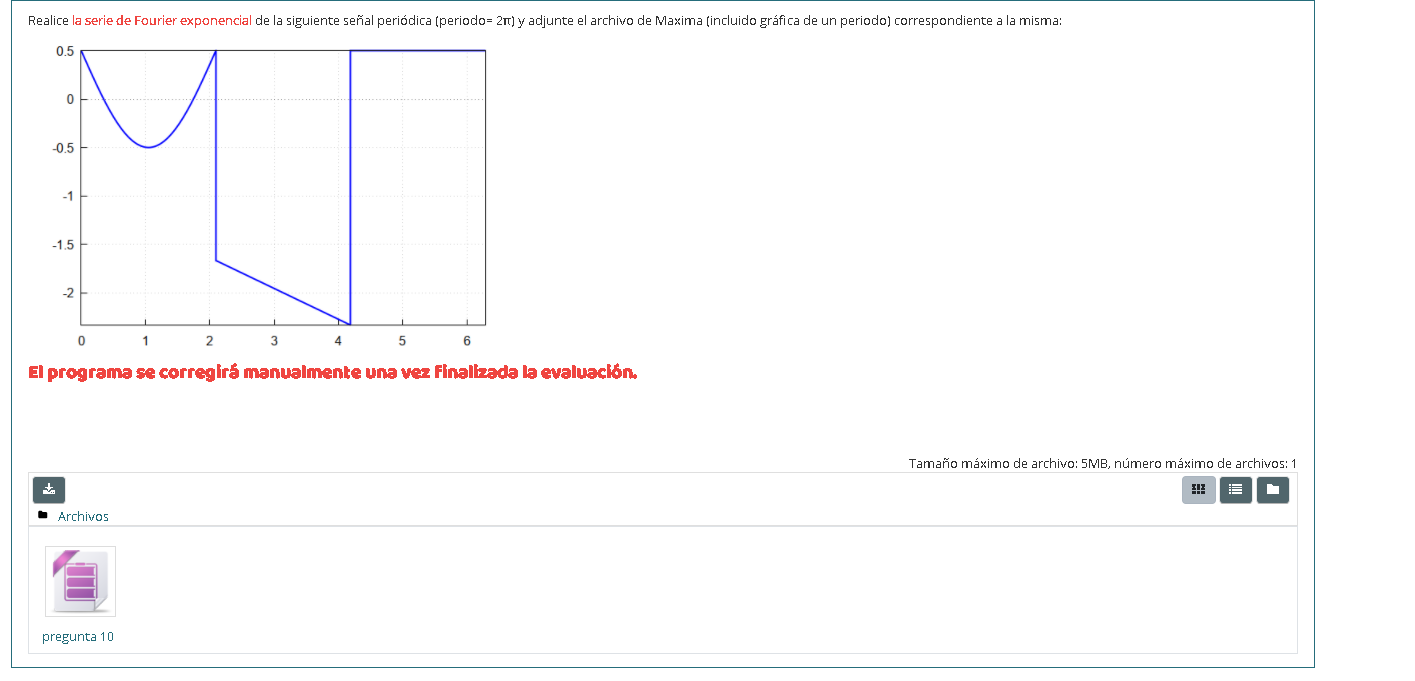 Realice la serie de Fourier exponencial de la siguiente señal periódica (periodo= 2π) y adjunte el archivo de Maxima (incluido gráfica de un periodo) correspondiente a la misma:
0.5
0
-0.5
-1
-1.5
-2
0 1 2 3 4 5 6
El programa se corregirá manualmente una vez finalizada la evaluación.
Tamaño máximo de archivo: 5MB, número máximo de archivos: 1
Archivos
pregunta 10